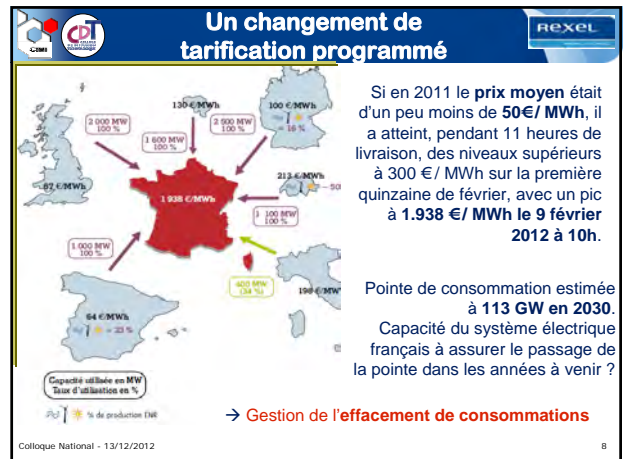 Un changement de
tarification programmé
CDT
REXEL
Si en 2011 le prix moyen était
d'un peu moins de 50€/ MWh, il
a atteint, pendant 11 heures de
livraison, des niveaux supérieurs
à 300 €/ MWh sur la première
quinzaine de février, avec un pic
à 1.938 €/ MWh le 9 février
2012 à 10h.
Pointe de consommation estimée
à 113 GW en 2030.
Capacité du système électrique
français à assurer le passage de
la pointe dans les années à venir ?
→ Gestion de l'effacement de consommations
2 000 MW
100 %
130 €/MWh
1 600 MW
100 %
2 500 MW
100 %
100 €/MWh
= 16 %
213 €/MWh
1 938 €/MWh
1 100 MW
100 %
1 000 MW
100 %
400 MW
64 €/MWh
= 23 %
Capacité utilisée en MW
Taux d'utilisation en %
% de production ENR
Colloque National - 13/12/2012
8